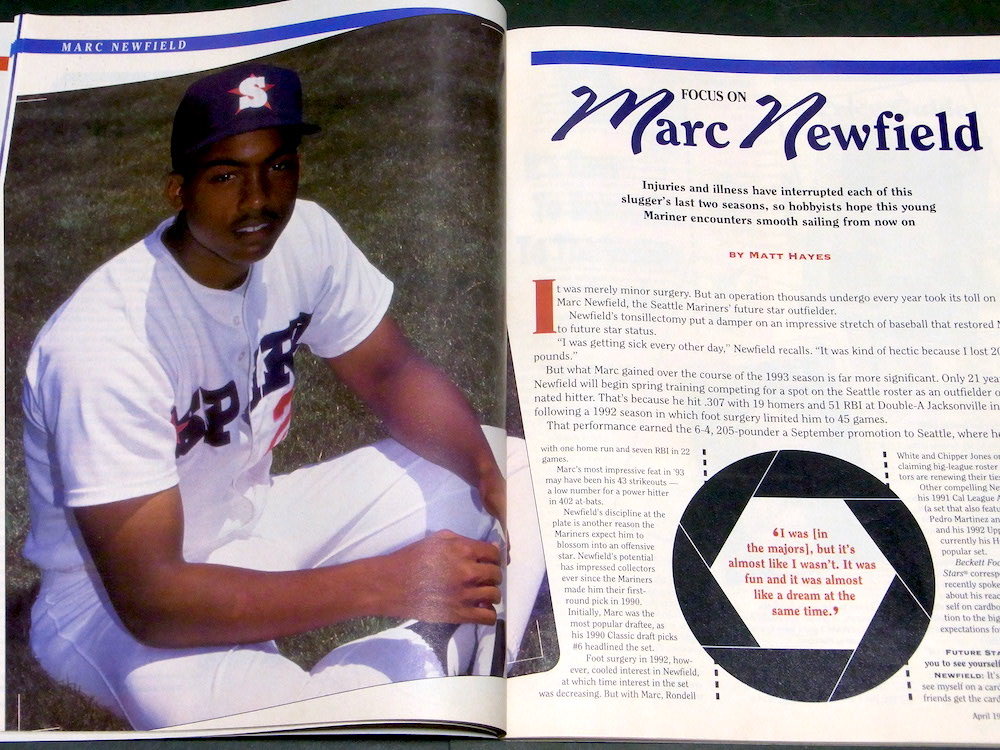 MARC NEWFIELD
S
SPIRI
2
FOCUS ON
Marc Newfield
Injuries and illness have interrupted each of this
slugger's last two seasons, so hobbyists hope this young
Mariner encounters smooth sailing from now on
BY MATT HAYES
It was merely minor surgery. But an operation thousands undergo every year took its toll on
Marc Newfield, the Seattle Mariners' future star outfielder.
Newfield's tonsillectomy put a damper on an impressive stretch of baseball that restored
to future star status.
"I was getting sick every other day," Newfield recalls. "It was kind of hectic because I lost 20
pounds."
But what Marc gained over the course of the 1993 season is far more significant. Only 21
Newfield will begin spring training competing for a spot on the Seattle roster as an outfielder
nated hitter. That's because he hit .307 with 19 homers and 51 RBI at Double-A Jacksonville in
following a 1992 season in which foot surgery limited him to 45 games.
That performance earned the 6-4, 205-pounder a September promotion to Seattle, where
with one home run and seven RBI in 22
games.
Marc's most impressive feat in '93
may have been his 43 strikeouts —
a low number for a power hitter
in 402 at-bats.
Newfield's discipline at the
plate is another reason the
Mariners expect him to
blossom into an offensive
star. Newfield's potential
has impressed collectors
ever since the Mariners
made him their first-
round pick in 1990.
Initially, Marc was the
most popular draftee, as
his 1990 Classic draft picks
#6 headlined the set.
Foot surgery in 1992, how-
ever, cooled interest in Newfield,
at which time interest in the set
was decreasing. But with Marc, Rondell
"I was [in
the majors], but it's
almost like I wasn't. It was
fun and it was almost
like a dream at the
same time."
White and Chipper Jones
claiming big-league roster
tors are renewing their
Other compelling
his 1991 Cal League
(a set that also
Pedro Martinez
and his 1992
currently his
popular set.
Beckett
Stars®
recently spoke
about his
self on
tion to the big
expectations
FUTURE
you to see yourself
NEWFIELD: It's
see myself on a
friends get the
April